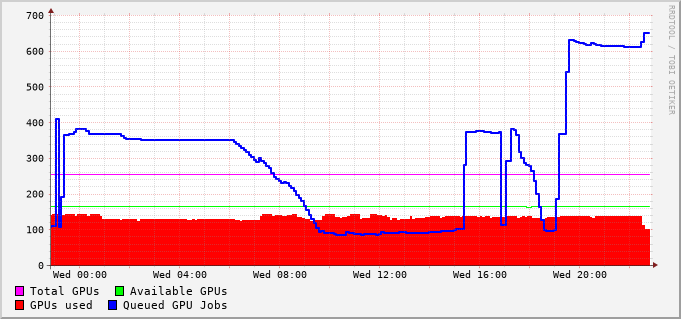 700
600
500
400
300
200
100
0
Wed 00:00 Wed 04:00 Wed 08:00 Wed 12:00 Wed 16:00 Wed 20:00
Total GPUs Available GPUs
GPUs used Queued GPU Jobs
RRDTOOL / TOBI OETIKER